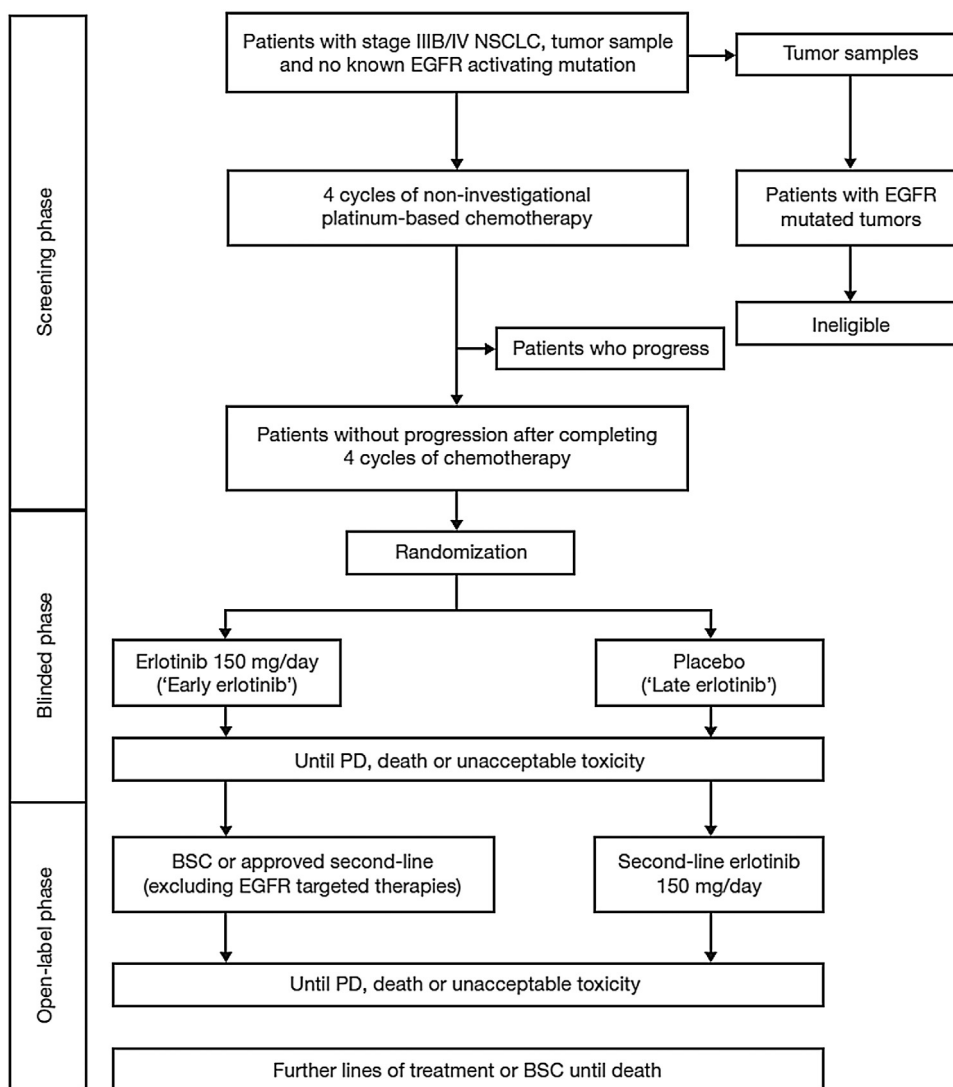 Screening phase
Patients with stage IIIB/IV NSCLC, tumor sample
and no known EGFR activating mutation
Tumor samples
4 cycles of non-investigational
platinum-based chemotherapy
Patients with EGFR
mutated tumors
Ineligible
Patients who progress
Patients without progression after completing
4 cycles of chemotherapy
Blinded phase
Randomization
Erlotinib 150 mg/day
(‘Early erlotinib’)
Placebo
(‘Late erlotinib’)
Until PD, death or unacceptable toxicity
Open-label phase
BSC or approved second-line
(excluding EGFR targeted therapies)
Second-line erlotinib
150 mg/day
Until PD, death or unacceptable toxicity
Further lines of treatment or BSC until death